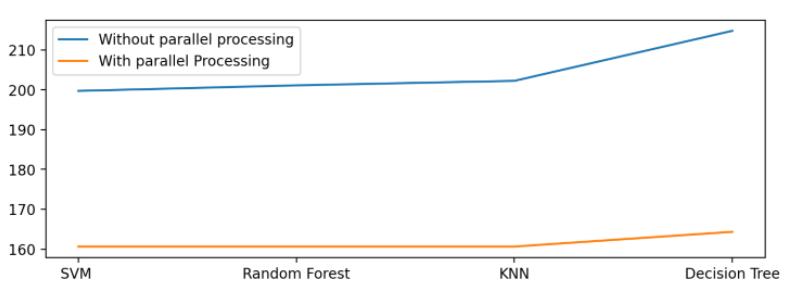 Without parallel processing
With parallel Processing
210
200
190
180
170
160
SVM Random Forest KNN Decision Tree